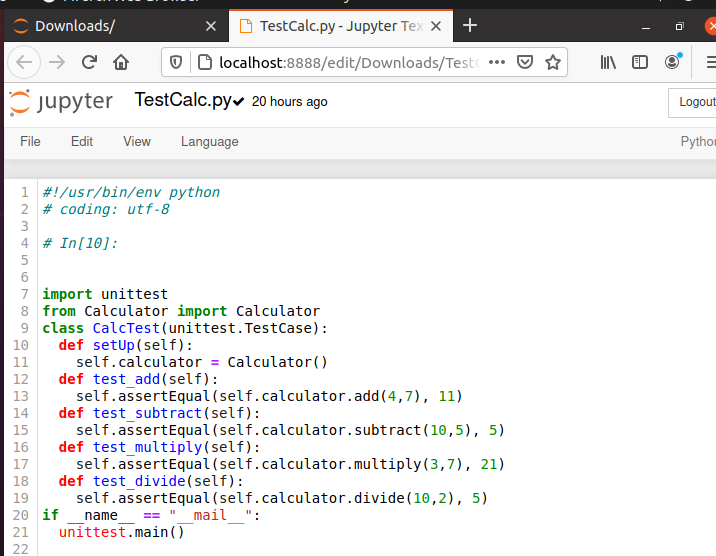 Downloads/
TestCalc.py - Jupyter Tex
localhost:8888/edit/Downloads/Test
jupyter TestCalc.py 20 hours ago
Logout
File Edit View Language
Python
1 #!/usr/bin/env python
2 # coding: utf-8
3
4 # In[10]:
5
6
7 import unittest
8 from Calculator import Calculator
9 class CalcTest(unittest.TestCase):
10 def setUp(self):
11 self.calculator = Calculator()
12 def test_add(self):
13 self.assertEqual(self.calculator.add(4,7), 11)
14 def test_subtract(self):
15 self.assertEqual(self.calculator.subtract(10,5), 5)
16 def test_multiply(self):
17 self.assertEqual(self.calculator.multiply(3,7), 21)
18 def test_divide(self):
19 self.assertEqual(self.calculator.divide(10,2), 5)
20 if __name__ == "__mail__":
21 unittest.main()
22